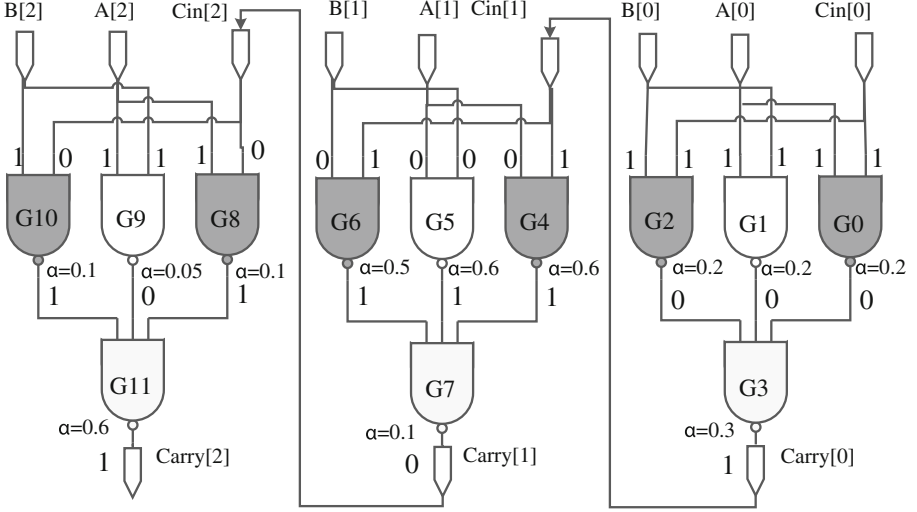 B[2] A[2] Cin[2] B[1] A[1] Cin[1] B[0] A[0] Cin[0]
1 0 1 1 1 0 0 1 0 0 0 1 1 1 1 1 1 1
G10 G9 G8 G6 G5 G4 G2 G1 G0
α=0.1 α=0.05 α=0.1 α=0.5 α=0.6 α=0.6 α=0.2 α=0.2 α=0.2
1 0 1 1 1 1 0 0 0
G11 G7 G3
α=0.6 α=0.1 α=0.3
1 Carry[2] 0 Carry[1] 1 Carry[0]